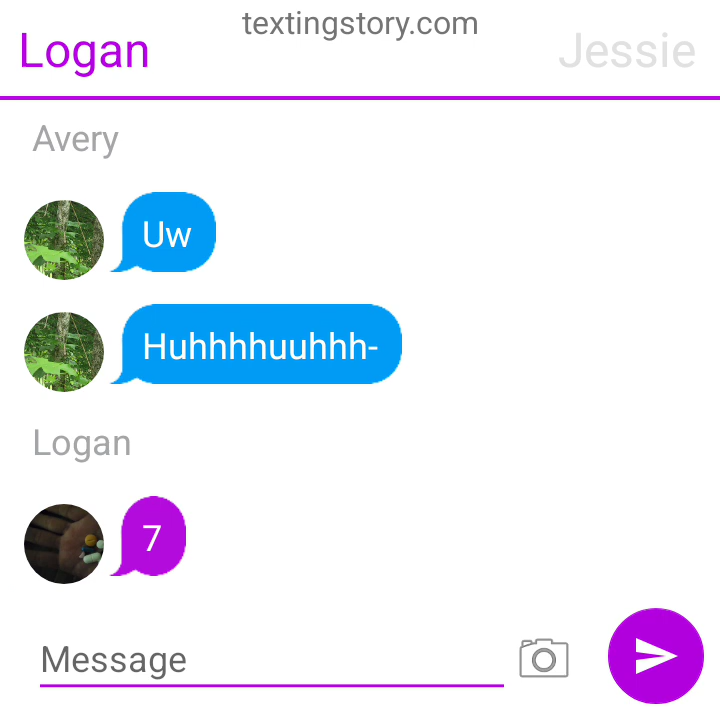 textingstory.com
Logan Jessie
Avery
Uw
Huhhhhuuhhh-
Logan
7
Message